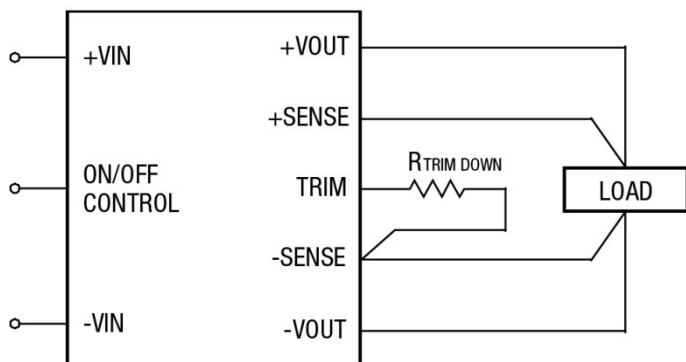 +VIN
ON/OFF
CONTROL
-VIN
+VOUT
+SENSE
TRIM
-SENSE
-VOUT
RTRIM DOWN
LOAD